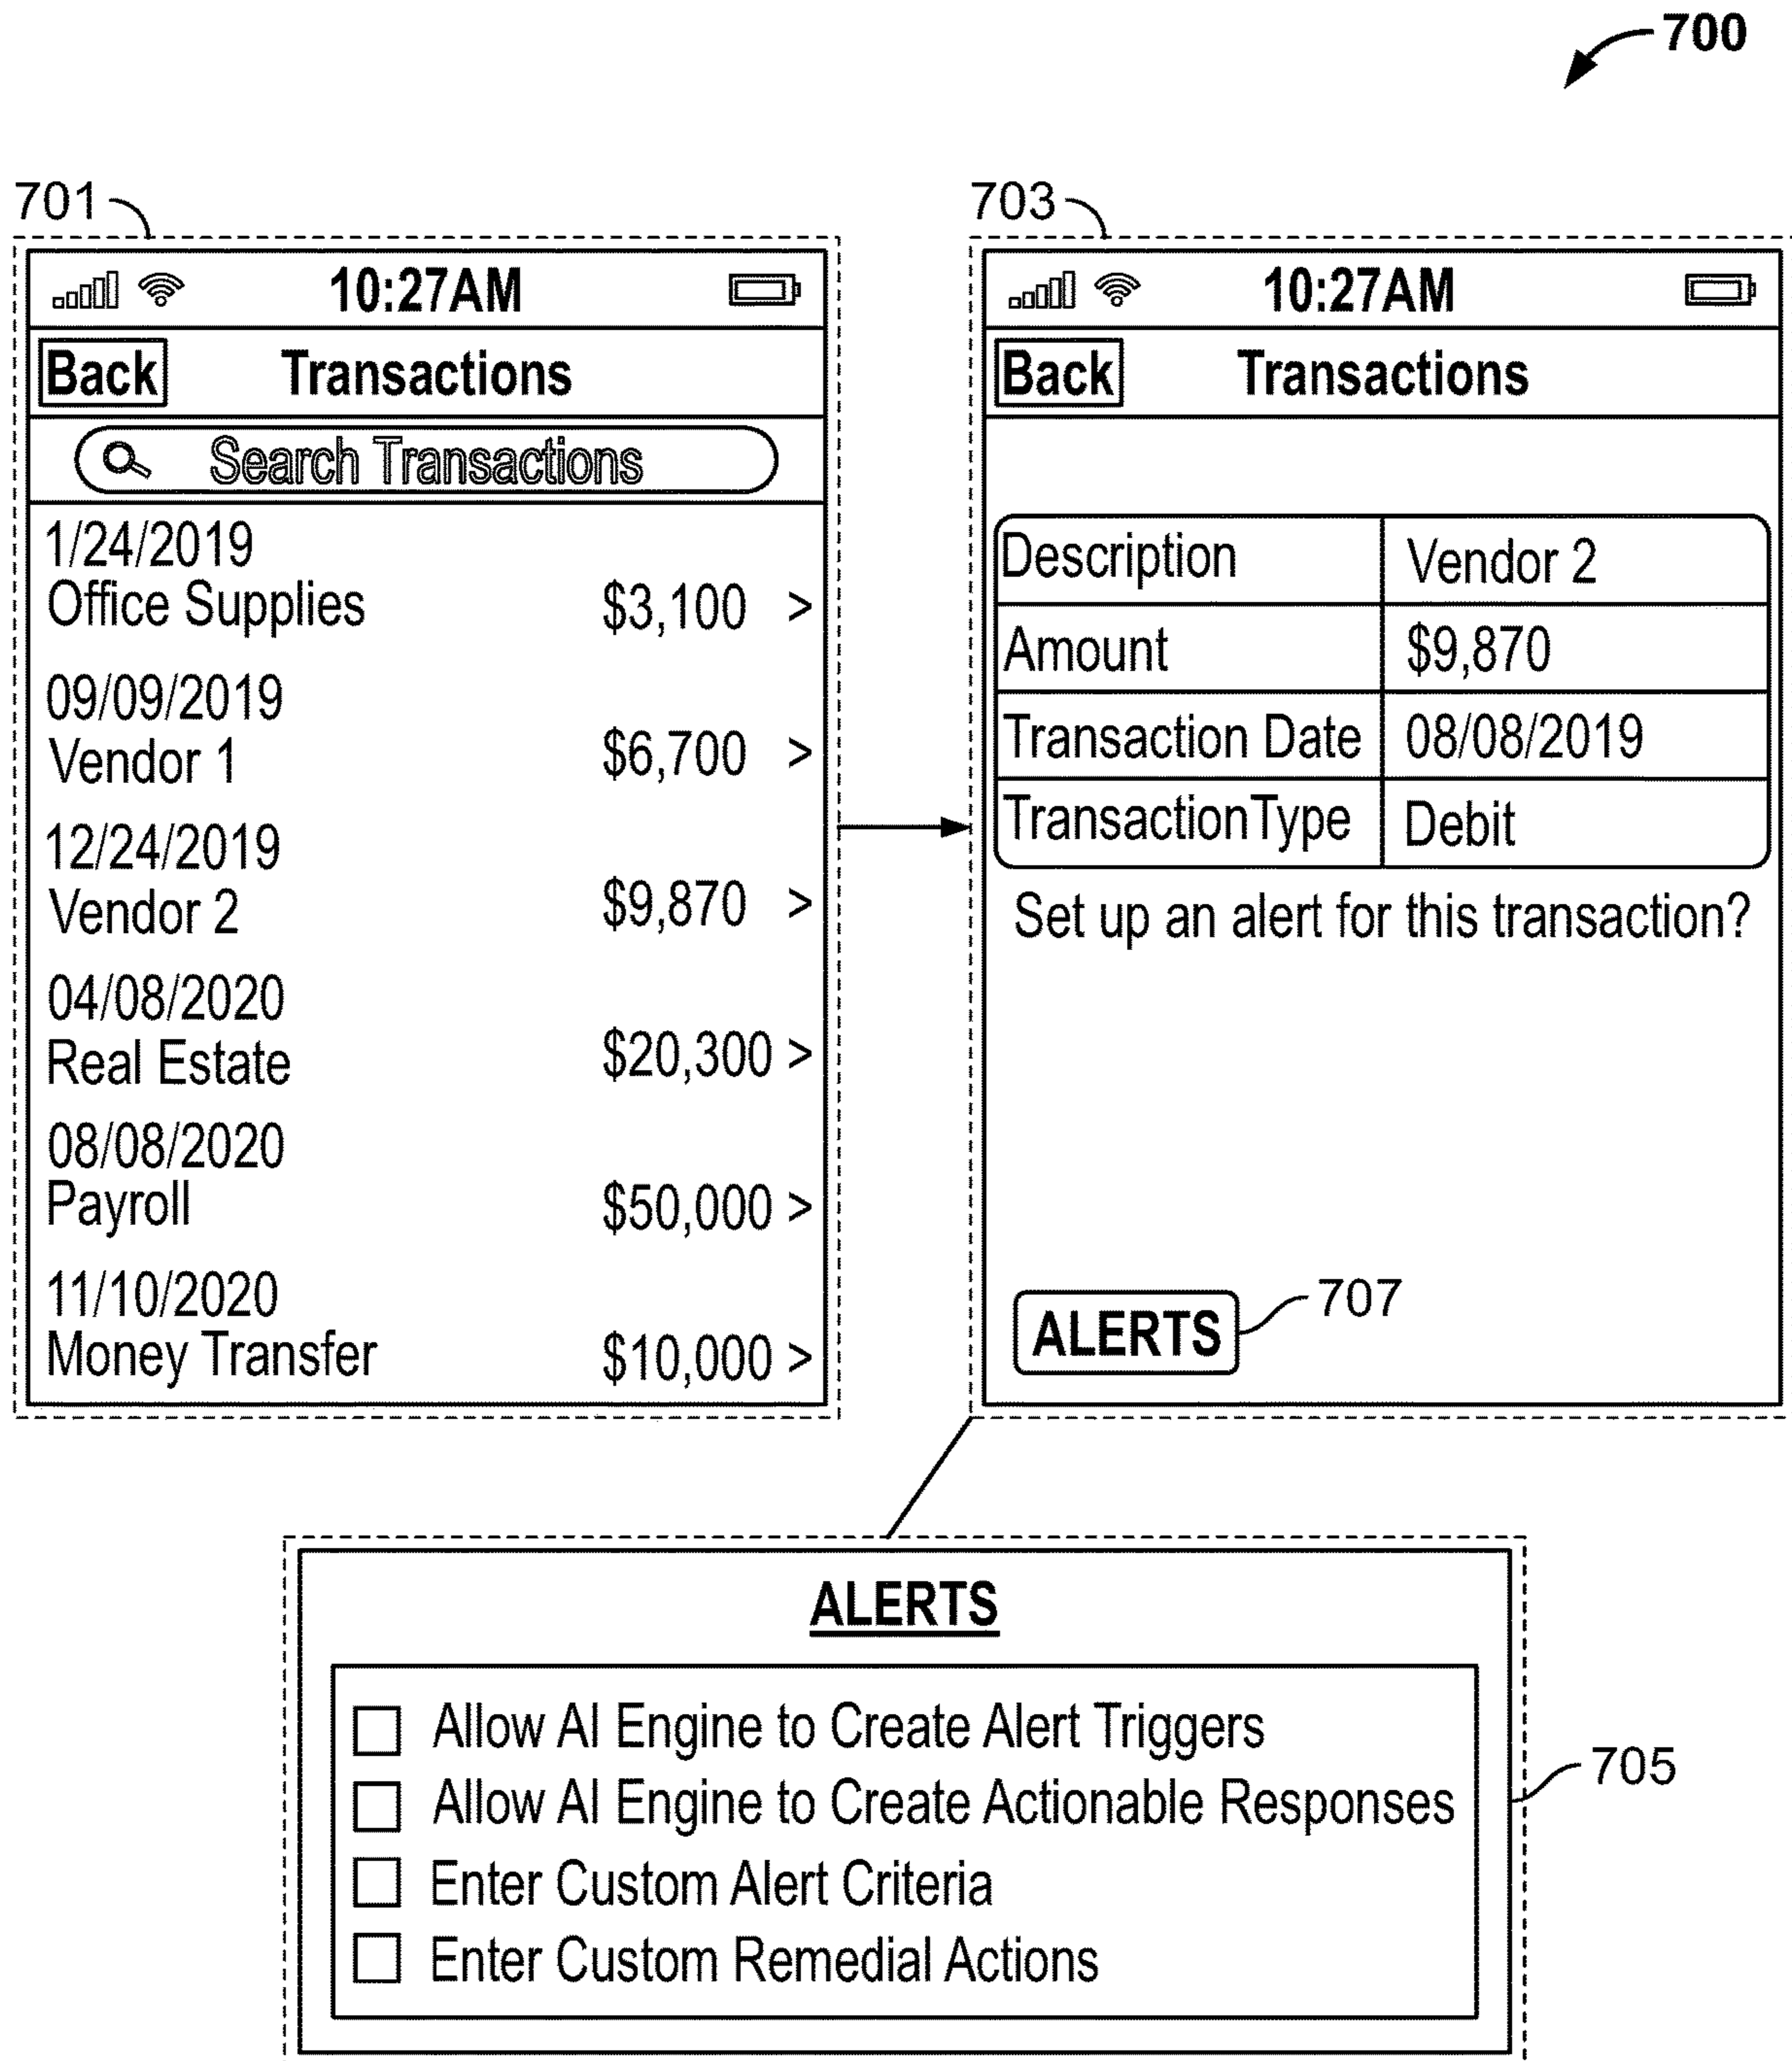 700
701
10:27AM
Back Transactions
Search Transactions
1/24/2019
Office Supplies $3,100 >
09/09/2019
Vendor 1 $6,700 >
12/24/2019
Vendor 2 $9,870 >
04/08/2020
Real Estate $20,300 >
08/08/2020
Payroll $50,000 >
11/10/2020
Money Transfer $10,000 >
703
10:27AM
Back Transactions
Description Vendor 2
Amount $9,870
Transaction Date 08/08/2019
TransactionType Debit
Set up an alert for this transaction?
ALERTS 707
ALERTS
Allow AI Engine to Create Alert Triggers
Allow AI Engine to Create Actionable Responses
Enter Custom Alert Criteria
Enter Custom Remedial Actions
705